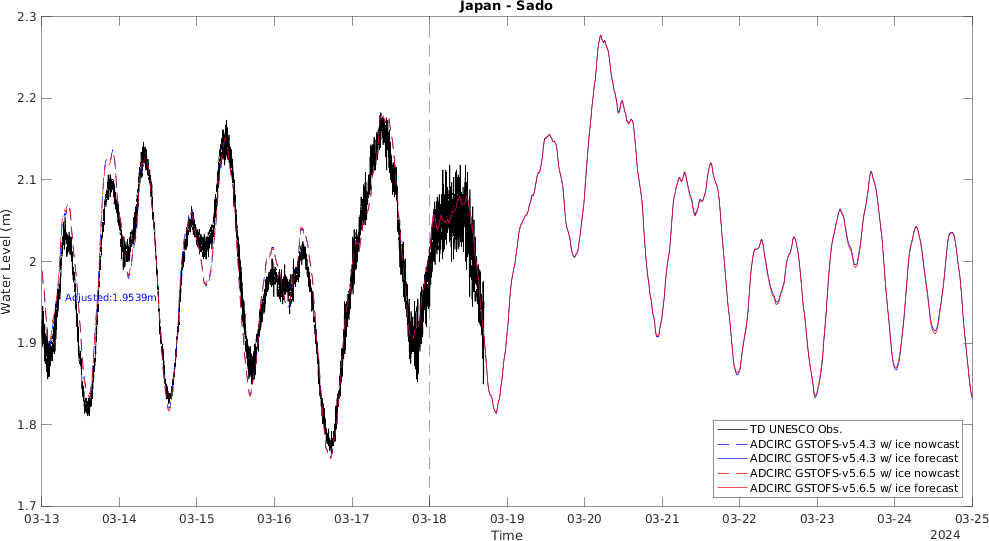 Japan - Sado
2.3
2.2
2.1
2
1.9
1.8
1.7
Water Level (m)
Adjusted:1.9539m
TD UNESCO Obs.
ADCIRC GSTOFS-v5.4.3 w/ ice nowcast
ADCIRC GSTOFS-v5.4.3 w/ ice forecast
ADCIRC GSTOFS-v5.6.5 w/ ice nowcast
ADCIRC GSTOFS-v5.6.5 w/ ice forecast
03-13 03-14 03-15 03-16 03-17 03-18 03-19 03-20 03-21 03-22 03-23 03-24 03-25
Time
2024